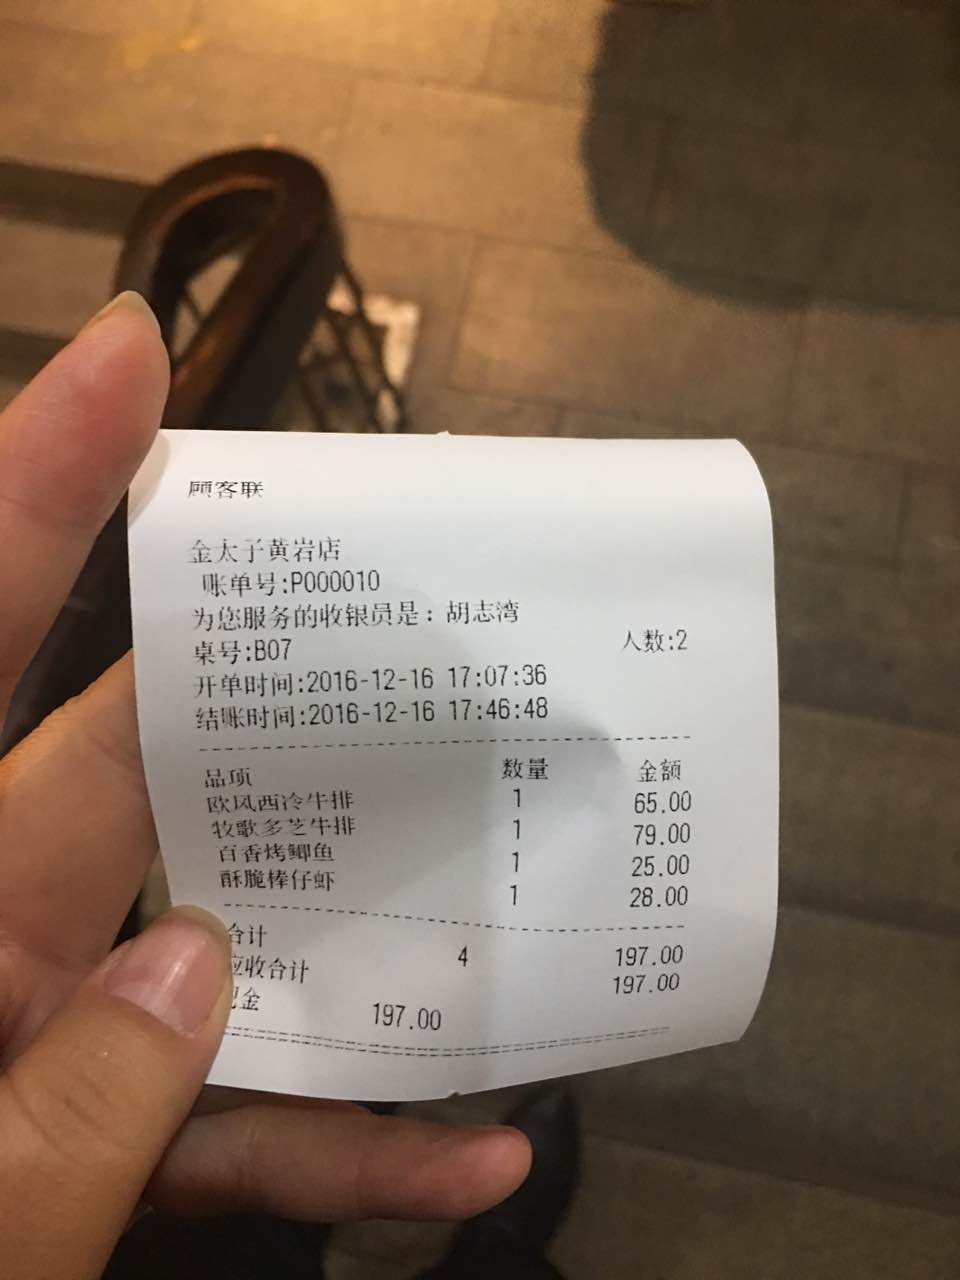 顾客联
金太子黄岩店
账单号:P000010
为您服务的收银员是:胡志湾
桌号:B07 人数:2
开单时间:2016-12-16 17:07:36
结账时间:2016-12-16 17:46:48
品项 数量 金额
欧风西冷牛排 1 65.00
牧歌多芝牛排 1 79.00
百香烤鲫鱼 1 25.00
酥脆棒仔虾 1 28.00
合计 4 197.00
应收合计 197.00
现金 197.00